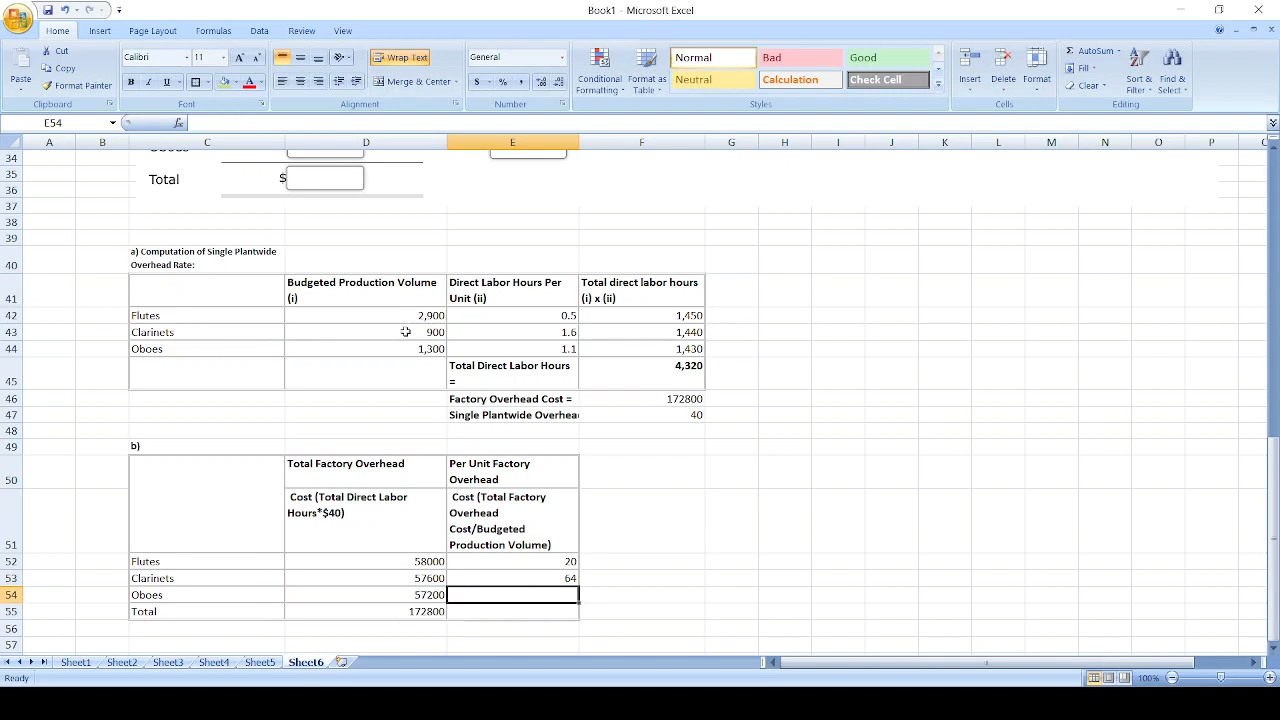 Book1 - Microsoft Excel
Home Insert Page Layout Formulas Data Review View
Cut
Copy
Format Painter
Paste
Clipboard
Calibri 11
B I U
Font
Wrap Text
Merge & Center
Alignment
General
$ % ,
Number
Conditional
Formatting
Format as
Table
Normal Bad Good
Neutral Calculation Check Cell
Styles
Insert Delete Format
Cells
AutoSum
Fill
Clear
Sort &
Filter
Find &
Select
Editing
E54 fx
A B C D E F G H I J K L M N O P
34
35 Total $
36
37
38
39
40 a) Computation of Single Plantwide
Overhead Rate:
41 Budgeted Production Volume
(i)
Direct Labor Hours Per
Unit (ii)
Total direct labor hours
(i) x (ii)
42 Flutes 2,900 0.5 1,450
43 Clarinets 900 1.6 1,440
44 Oboes 1,300 1.1 1,430
45 Total Direct Labor Hours
=
4,320
46 Factory Overhead Cost = 172800
47 Single Plantwide Overhea 40
48
49 b)
50 Total Factory Overhead
Per Unit Factory
Overhead
51 Cost (Total Direct Labor
Hours*$40)
Cost (Total Factory
Overhead
Cost/Budgeted
Production Volume)
52 Flutes 58000 20
53 Clarinets 57600 64
54 Oboes 57200
55 Total 172800
56
57
Sheet1 Sheet2 Sheet3 Sheet4 Sheet5 Sheet6
Ready 100%